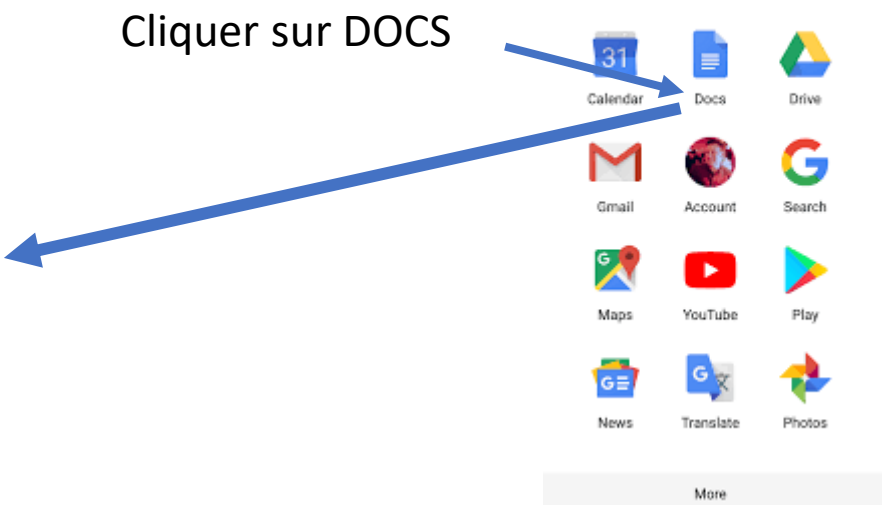 Cliquer sur DOCS
31
Calendar Docs Drive
Gmail Account Search
G
Maps YouTube Play
G
G
News Translate Photos
More